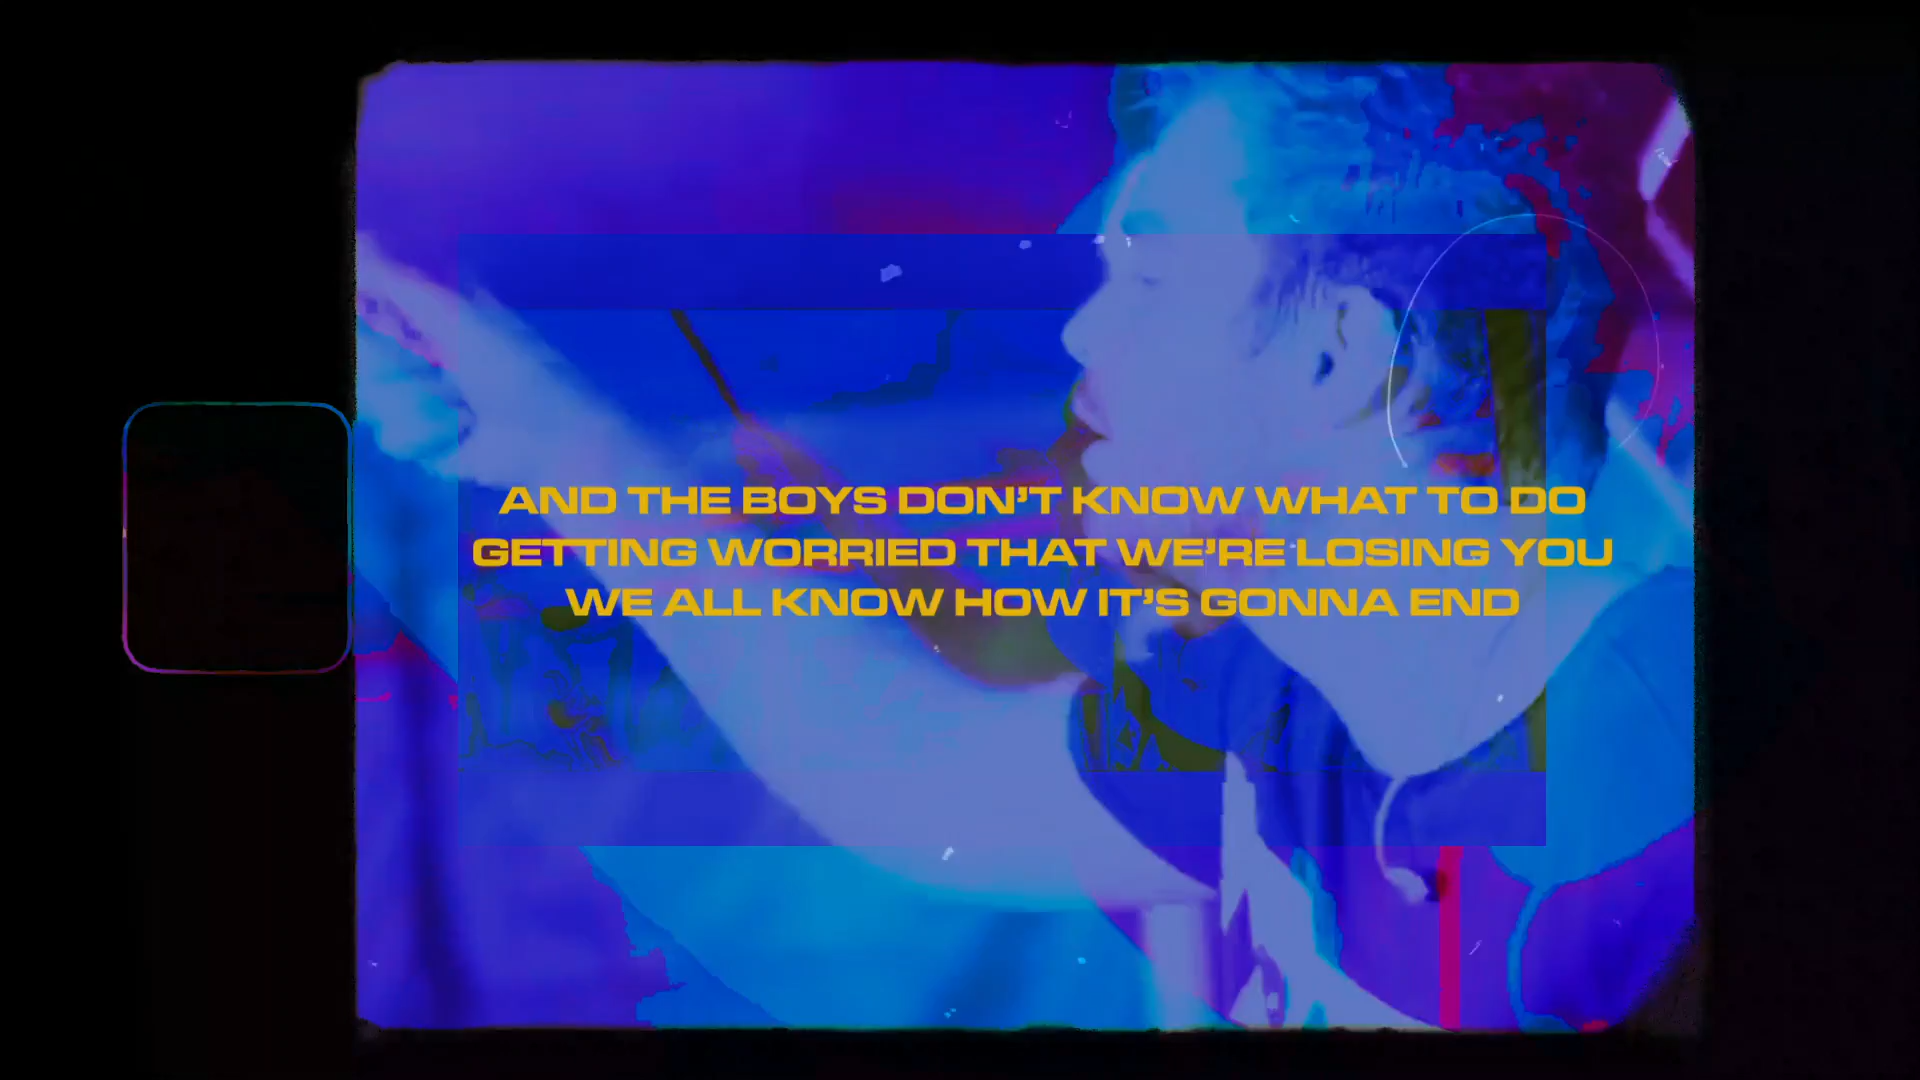 AND THE BOYS DON'T KNOW WHAT TO DO
GETTING WORRIED THAT WE'RE LOSING YOU
WE ALL KNOW HOW IT'S GONNA END